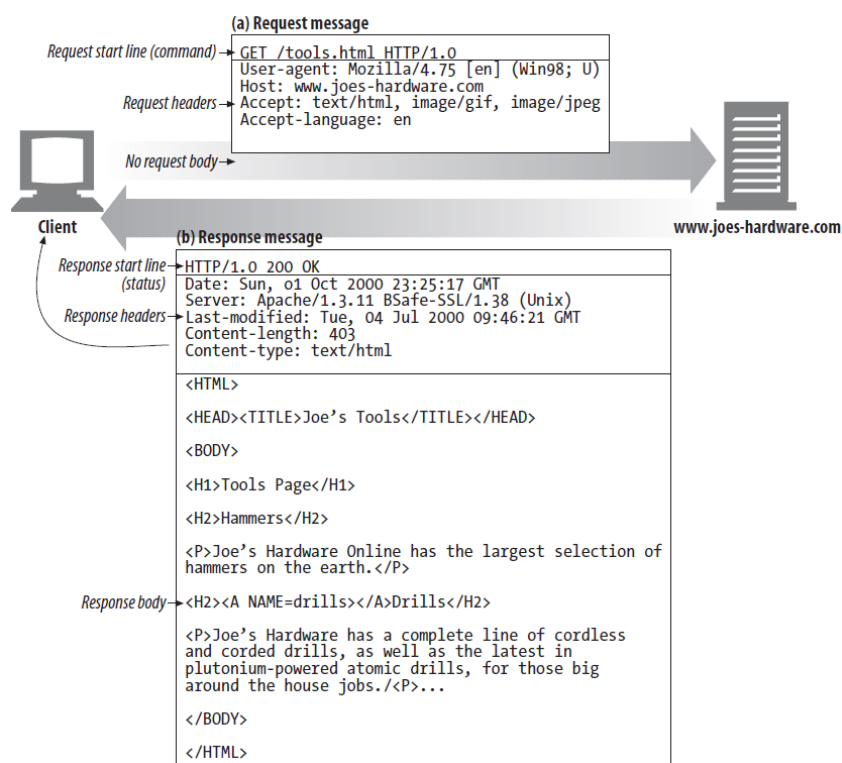 (a) Request message
Request start line (command)
GET /tools.html HTTP/1.0
User-agent: Mozilla/4.75 [en] (Win98; U)
Host: www.joes-hardware.com
Request headers
Accept: text/html, image/gif, image/jpeg
Accept-language: en
No request body
Client
www.joes-hardware.com
(b) Response message
Response start line
(status)
HTTP/1.0 200 OK
Date: Sun, o1 Oct 2000 23:25:17 GMT
Server: Apache/1.3.11 BSafe-SSL/1.38 (Unix)
Response headers
Last-modified: Tue, 04 Jul 2000 09:46:21 GMT
Content-length: 403
Content-type: text/html
<HTML>
<HEAD><TITLE>Joe’s Tools</TITLE></HEAD>
<BODY>
<H1>Tools Page</H1>
<H2>Hammers</H2>
<P>Joe’s Hardware Online has the largest selection of
hammers on the earth.</P>
Response body
<H2><A NAME=drills></A>Drills</H2>
<P>Joe’s Hardware has a complete line of cordless
and corded drills, as well as the latest in
plutonium-powered atomic drills, for those big
around the house jobs./<P>...
</BODY>
</HTML>